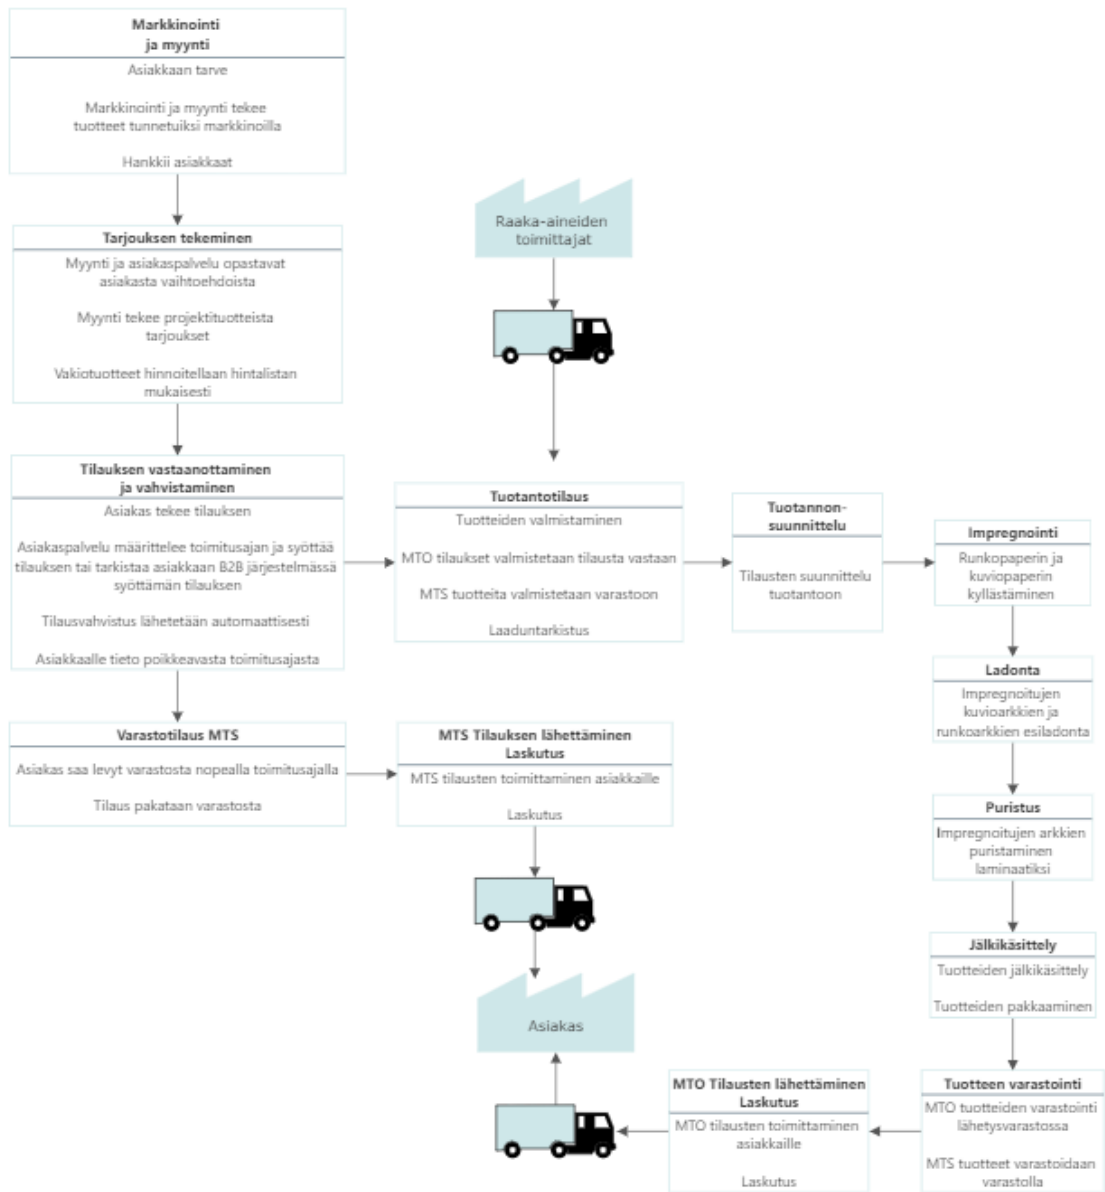 Markkinointi
ja myynti
Asiakkaan tarve
Markkinointi ja myynti tekee
tuotteet tunnetuiksi markkinoilla
Hankkii asiakkaat
Tarjouksen tekeminen
Myynti ja asiakaspalvelu opastavat
asiakasta vaihtoehdoista
Myynti tekee projektituotteista
tarjoukset
Vakiotuotteet hinnoitellaan hintalistan
mukaisesti
Raaka-aineiden
toimittajat
Tilauksen vastaanottaminen
ja vahvistaminen
Asiakas tekee tilauksen
Asiakaspalvelu määrittelee toimitusajan ja syöttää
tilauksen tai tarkistaa asiakkaan B2B järjestelmässä
syöttämän tilauksen
Tilausvahvistus lähetetään automaattisesti
Asiakkaalle tieto poikkeavasta toimitusajasta
Tuotantotilaus
Tuotteiden valmistaminen
MTO tilaukset valmistetaan tilausta vastaan
MTS tuotteita valmistetaan varastoon
Laaduntarkistus
Tuotannon-
suunnittelu
Tilausten suunnittelu
tuotantoon
Impregnointi
Runkopaperin ja
kuviopaperin
kyllästäminen
Ladonta
Impregnoitujen
kuvioarkkien ja
runkoarkkien esiladonta
Puristus
Impregnoitujen arkkien
puristaminen
laminaatiksi
Jälkikäsittely
Tuotteiden jälkikäsittely
Tuotteiden pakkaaminen
Tuotteen varastointi
MTO tuotteiden varastointi
lähetysvarastossa
MTS tuotteet varastoidaan
varastolla
MTO Tilausten lähettäminen
Laskutus
MTO tilausten toimittaminen
asiakkaille
Laskutus
Varastotilaus MTS
Asiakas saa levyt varastosta nopealla toimitusajalla
Tilaus pakataan varastosta
MTS Tilauksen lähettäminen
Laskutus
MTS tilausten toimittaminen asiakkaille
Laskutus
Asiakas